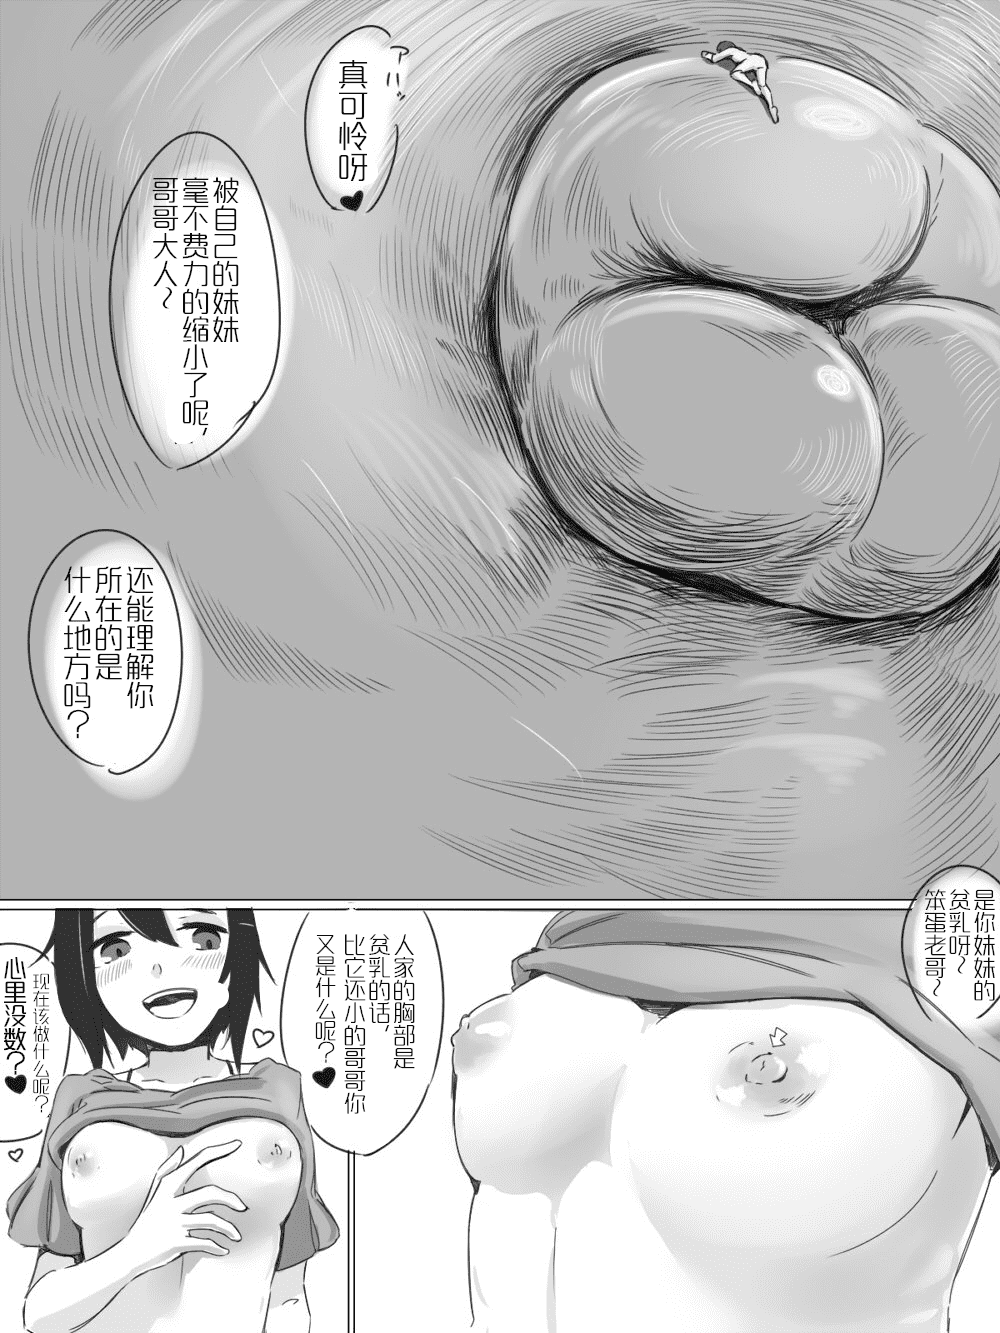 アハッ
真可怜呀♥
被自己的妹妹
毫不费力的缩小了呢,
哥哥大人~
还能理解你
所在的是
什么地方吗?
是你妹妹的
贫乳呀~
笨蛋老哥~
人家的胸部是
贫乳的话,
比它还小的哥哥你
又是什么呢?♥
现在该做什么呢?
心里没数?♥